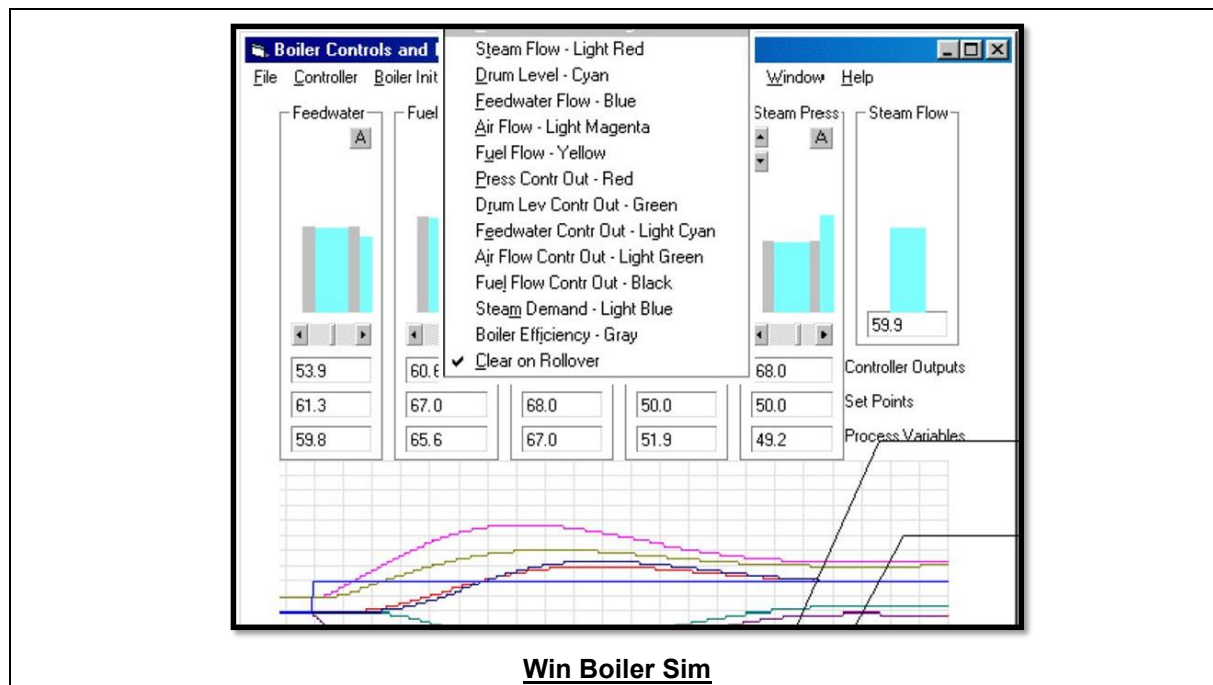 Boiler Controls and
File Controller Boiler Init Window Help
Steam Flow - Light Red
Drum Level - Cyan
Feedwater Flow - Blue
Air Flow - Light Magenta
Fuel Flow - Yellow
Press Contr Out - Red
Drum Lev Contr Out - Green
Feedwater Contr Out - Light Cyan
Air Flow Contr Out - Light Green
Fuel Flow Contr Out - Black
Steam Demand - Light Blue
Boiler Efficiency - Gray
✔ Clear on Rollover
Feedwater Fuel Steam Press Steam Flow
A A
59.9
53.9 60.6 68.0 Controller Outputs
61.3 67.0 68.0 50.0 50.0 Set Points
59.8 65.6 67.0 51.9 49.2 Process Variables
Win Boiler Sim